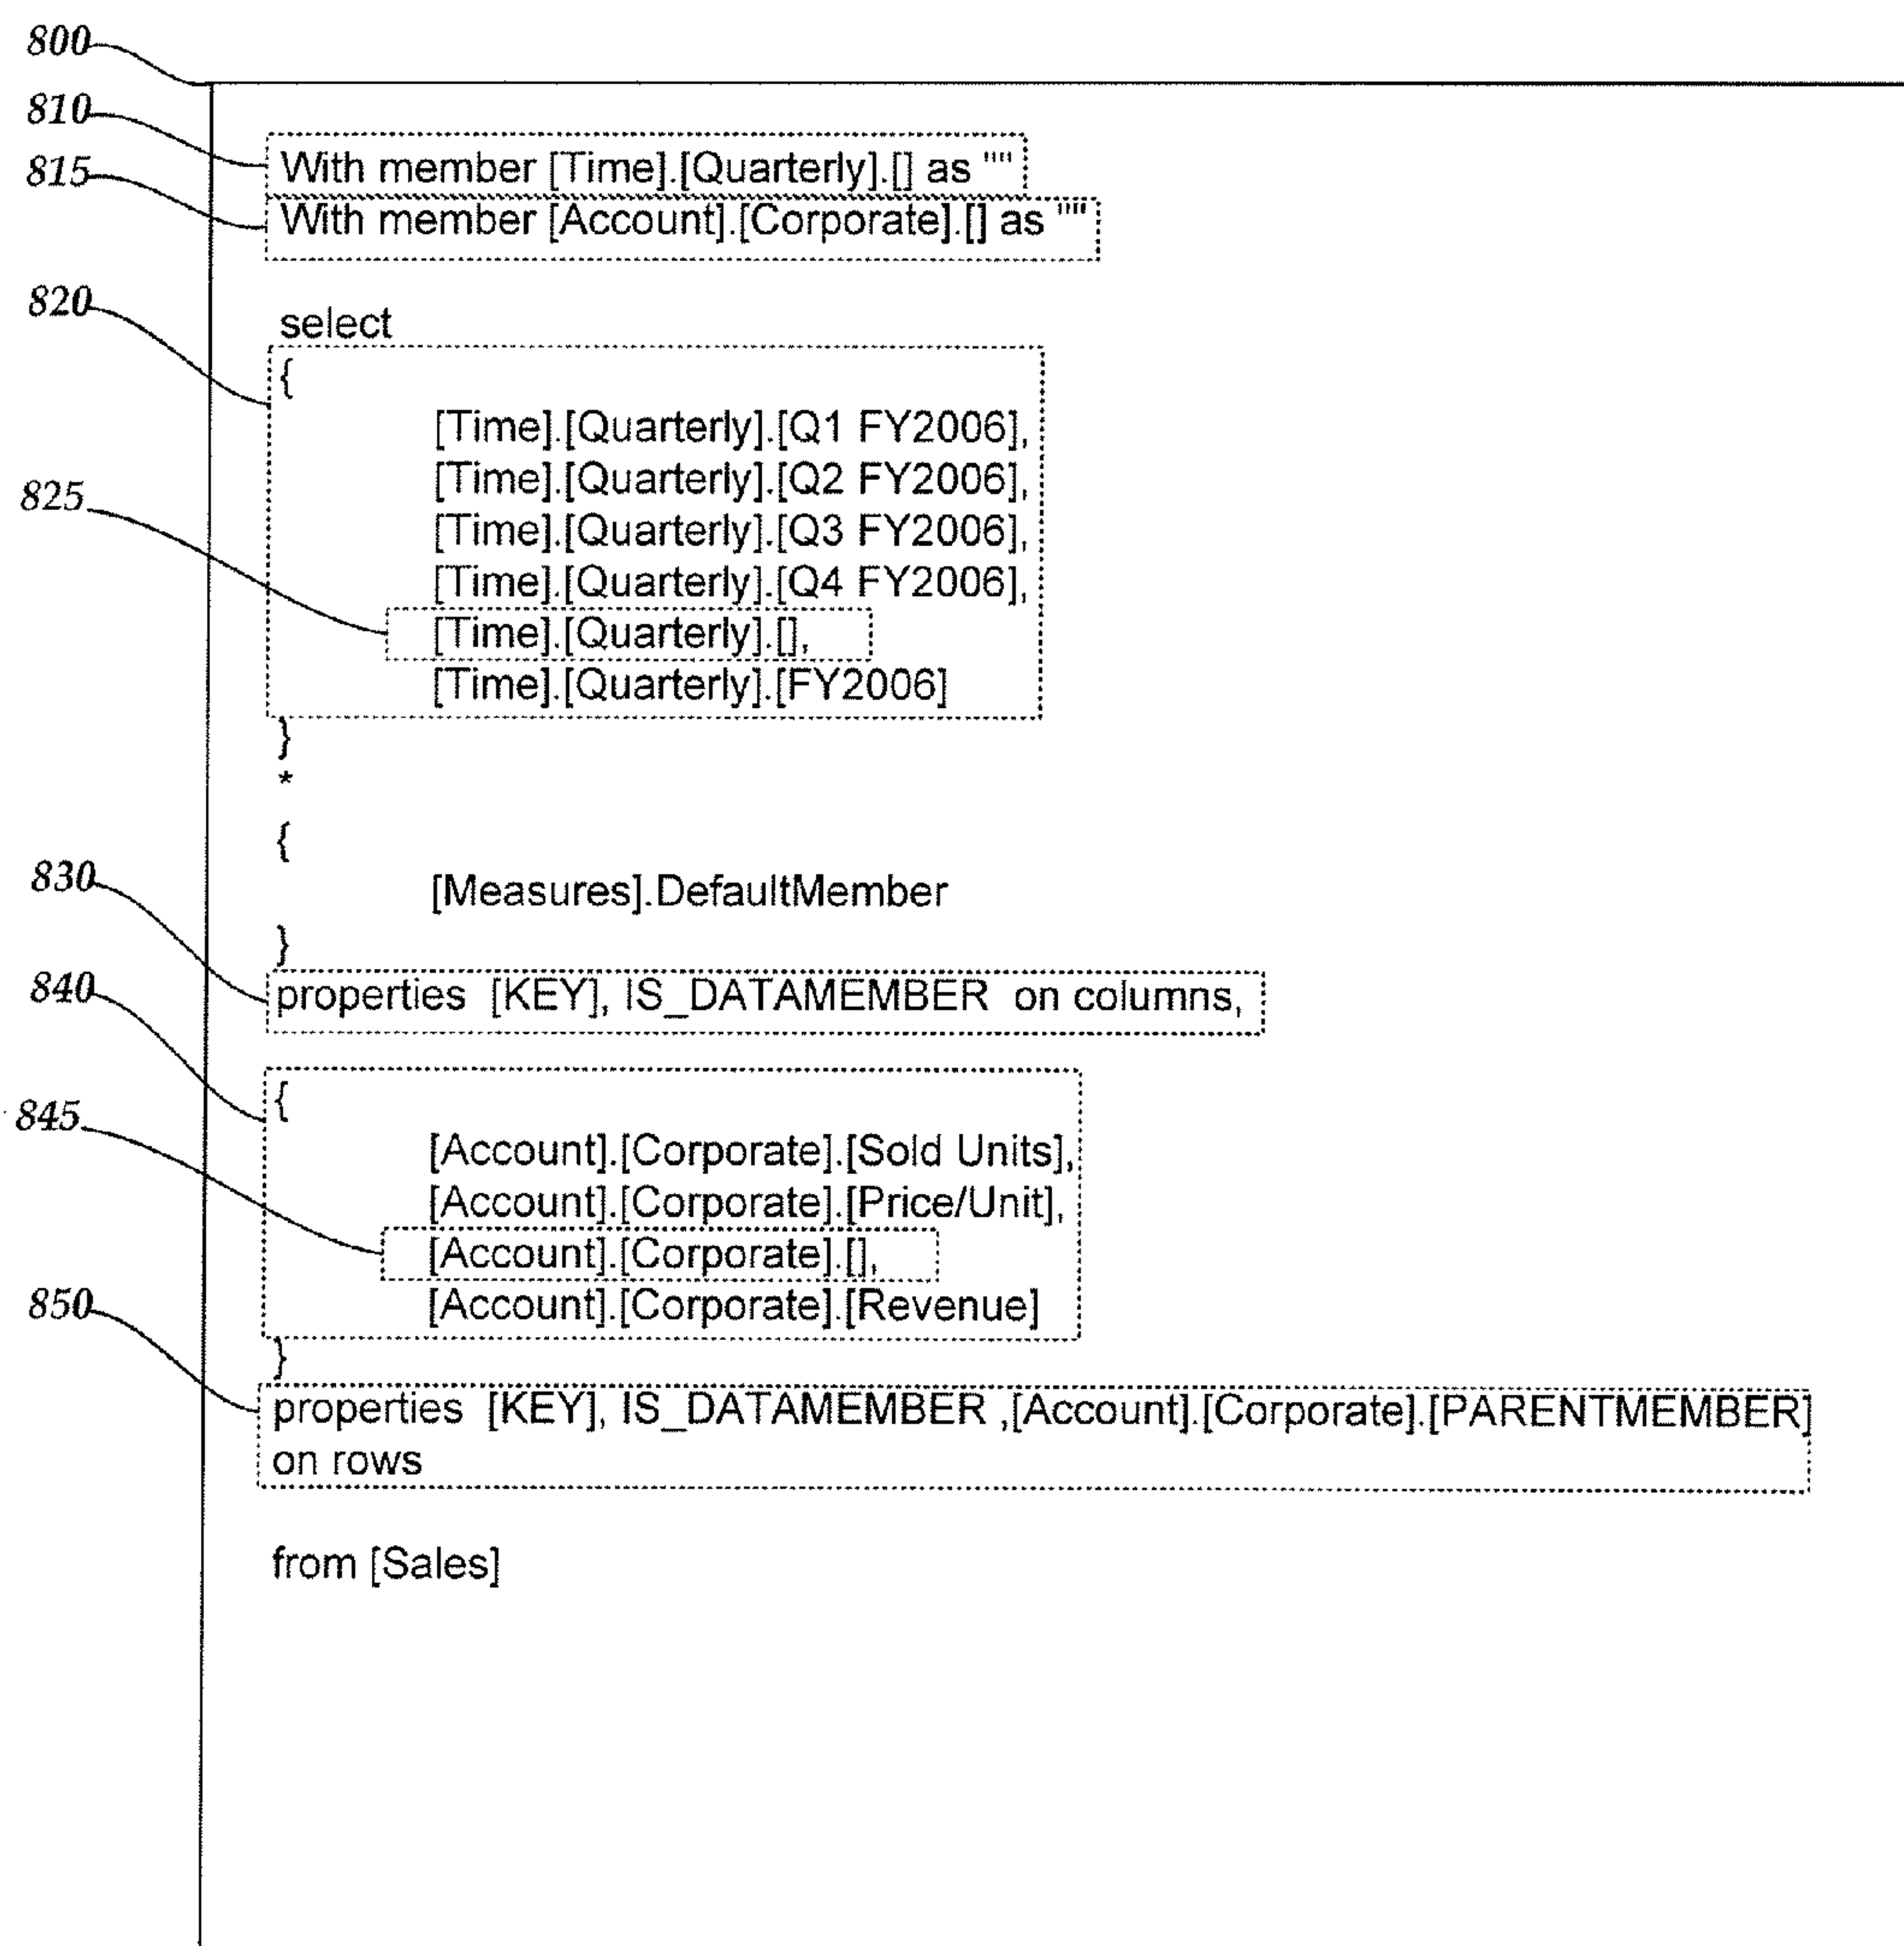 800
810
With member [Time].[Quarterly].[] as ""
815
With member [Account].[Corporate].[] as ""
820
select
{
[Time].[Quarterly].[Q1 FY2006],
[Time].[Quarterly].[Q2 FY2006],
825
[Time].[Quarterly].[Q3 FY2006],
[Time].[Quarterly].[Q4 FY2006],
[Time].[Quarterly].[],
[Time].[Quarterly].[FY2006]
}
*
{
830
[Measures].DefaultMember
}
840
properties [KEY], IS_DATAMEMBER on columns,
{
845
[Account].[Corporate].[Sold Units],
[Account].[Corporate].[Price/Unit],
[Account].[Corporate].[],
850
[Account].[Corporate].[Revenue]
}
properties [KEY], IS_DATAMEMBER ,[Account].[Corporate].[PARENTMEMBER]
on rows
from [Sales]